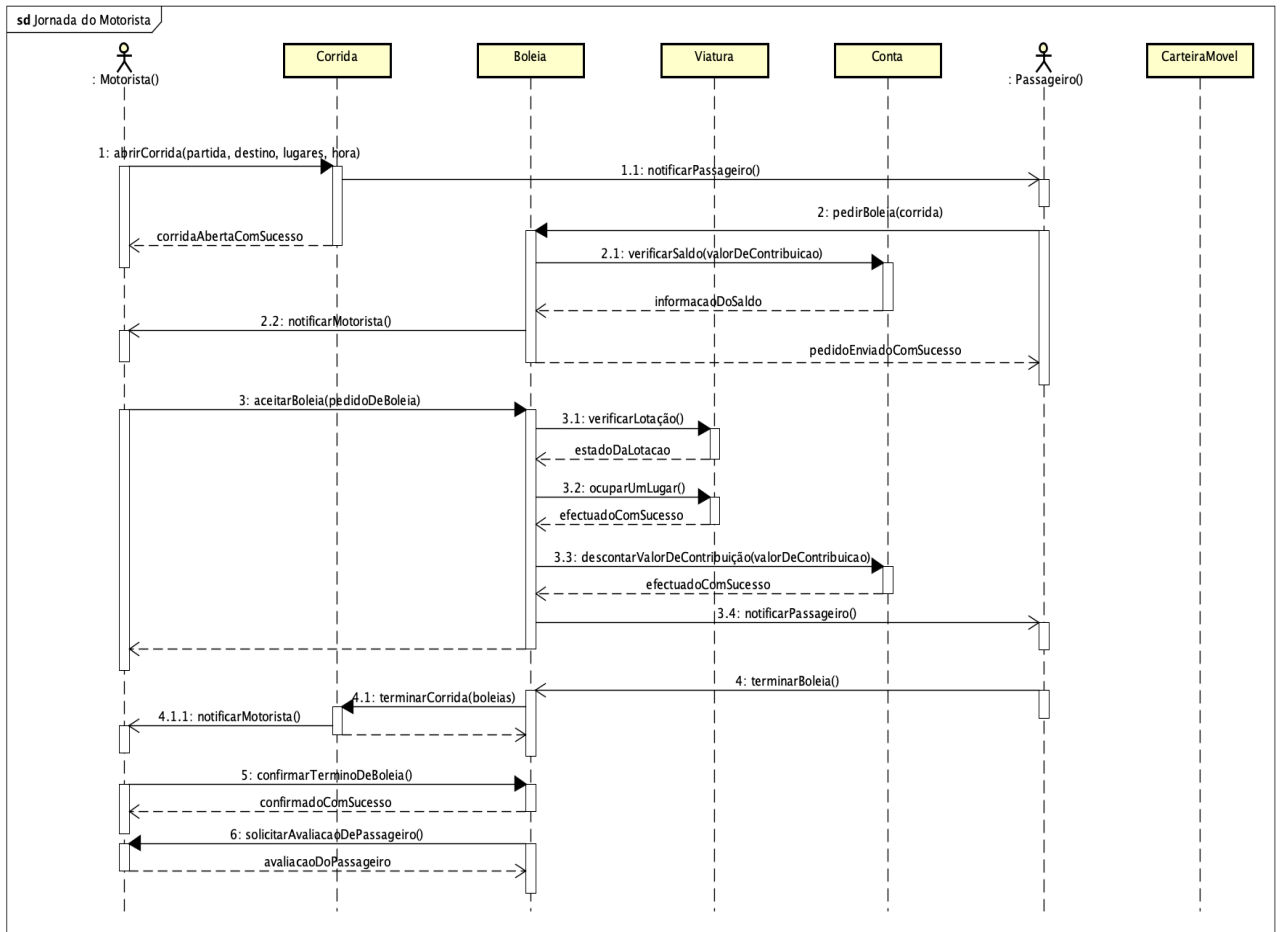 sd Jornada do Motorista
: Motorista()
Corrida
Boleia
Viatura
Conta
: Passageiro()
CarteiraMovel
1: abrirCorrida(partida, destino, lugares, hora)
1.1: notificarPassageiro()
2: pedirBoleia(corrida)
corridaAbertaComSucesso
2.1: verificarSaldo(valorDeContribuicao)
informacaoDoSaldo
2.2: notificarMotorista()
pedidoEnviadoComSucesso
3: aceitarBoleia(pedidoDeBoleia)
3.1: verificarLotação()
estadoDaLotacao
3.2: ocuparUmLugar()
efectuadoComSucesso
3.3: descontarValorDeContribuição(valorDeContribuicao)
efectuadoComSucesso
3.4: notificarPassageiro()
4: terminarBoleia()
4.1: terminarCorrida(boleias)
4.1.1: notificarMotorista()
5: confirmarTerminoDeBoleia()
confirmadoComSucesso
6: solicitarAvaliacaoDePassageiro()
avaliacaoDoPassageiro